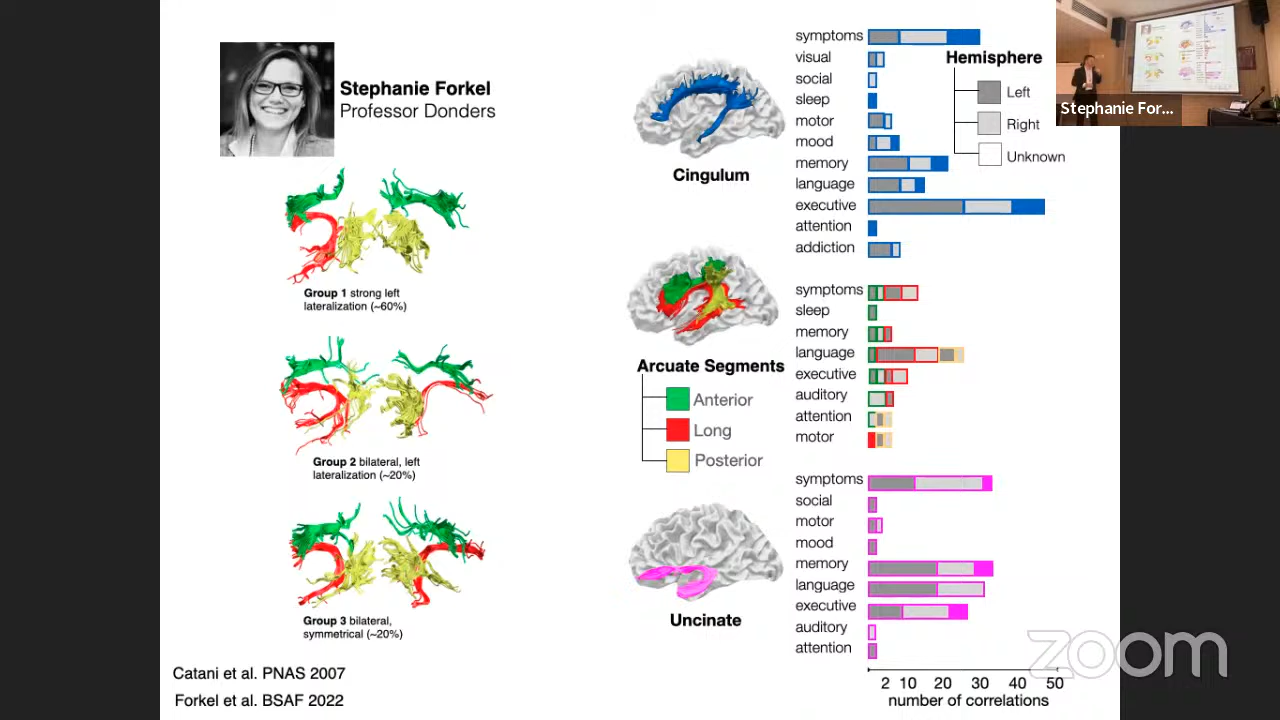 Stephanie Forkel
Professor Donders
Group 1 strong left
lateralization (~60%)
Group 2 bilateral, left
lateralization (~20%)
Group 3 bilateral,
symmetrical (~20%)
Catani et al. PNAS 2007
Forkel et al. BSAF 2022
Cingulum
Arcuate Segments
Anterior
Long
Posterior
Uncinate
symptoms
visual
social
sleep
motor
mood
memory
language
executive
attention
addiction
Hemisphere
Left
Right
Unknown
symptoms
sleep
memory
language
executive
auditory
attention
motor
symptoms
social
motor
mood
memory
language
executive
auditory
attention
2 10 20 30 40 50
number of correlations
Stephanie For...
zoom